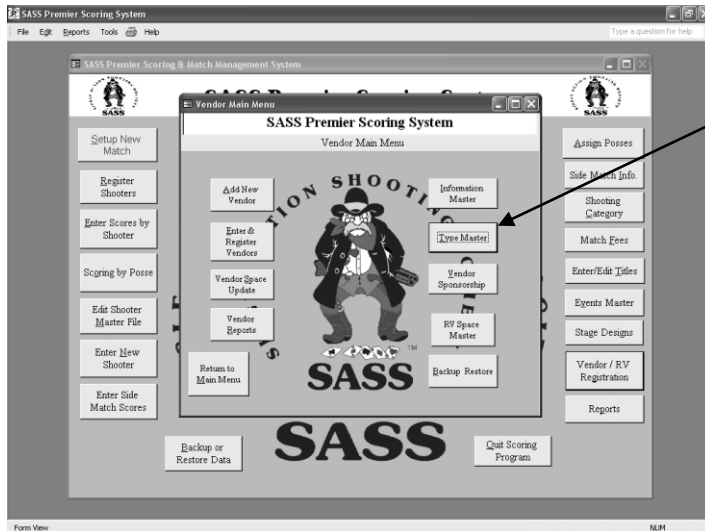 SASS Premier Scoring System
File Edit Reports Tools Help
Type a question for help
SASS Premier Scoring & Match Management System
SASS
SASS
Setup New
Match
Register
Shooters
Enter Scores by
Shooter
Scoring by Posse
Edit Shooter
Master File
Enter New
Shooter
Enter Side
Match Scores
Vendor Main Menu
SASS Premier Scoring System
Vendor Main Menu
Add New
Vendor
Enter &
Register
Vendors
Vendor Space
Update
Vendor
Reports
Return to
Main Menu
TION SHOOTING
SASS
TM
Information
Master
Type Master
Vendor
Sponsorship
RV Space
Master
Backup Restore
Assign Posses
Side Match Info.
Shooting
Category
Match Fees
Enter/Edit Titles
Events Master
Stage Designs
Vendor / RV
Registration
Reports
Backup or
Restore Data
SASS
Quit Scoring
Program
Form View
NUM